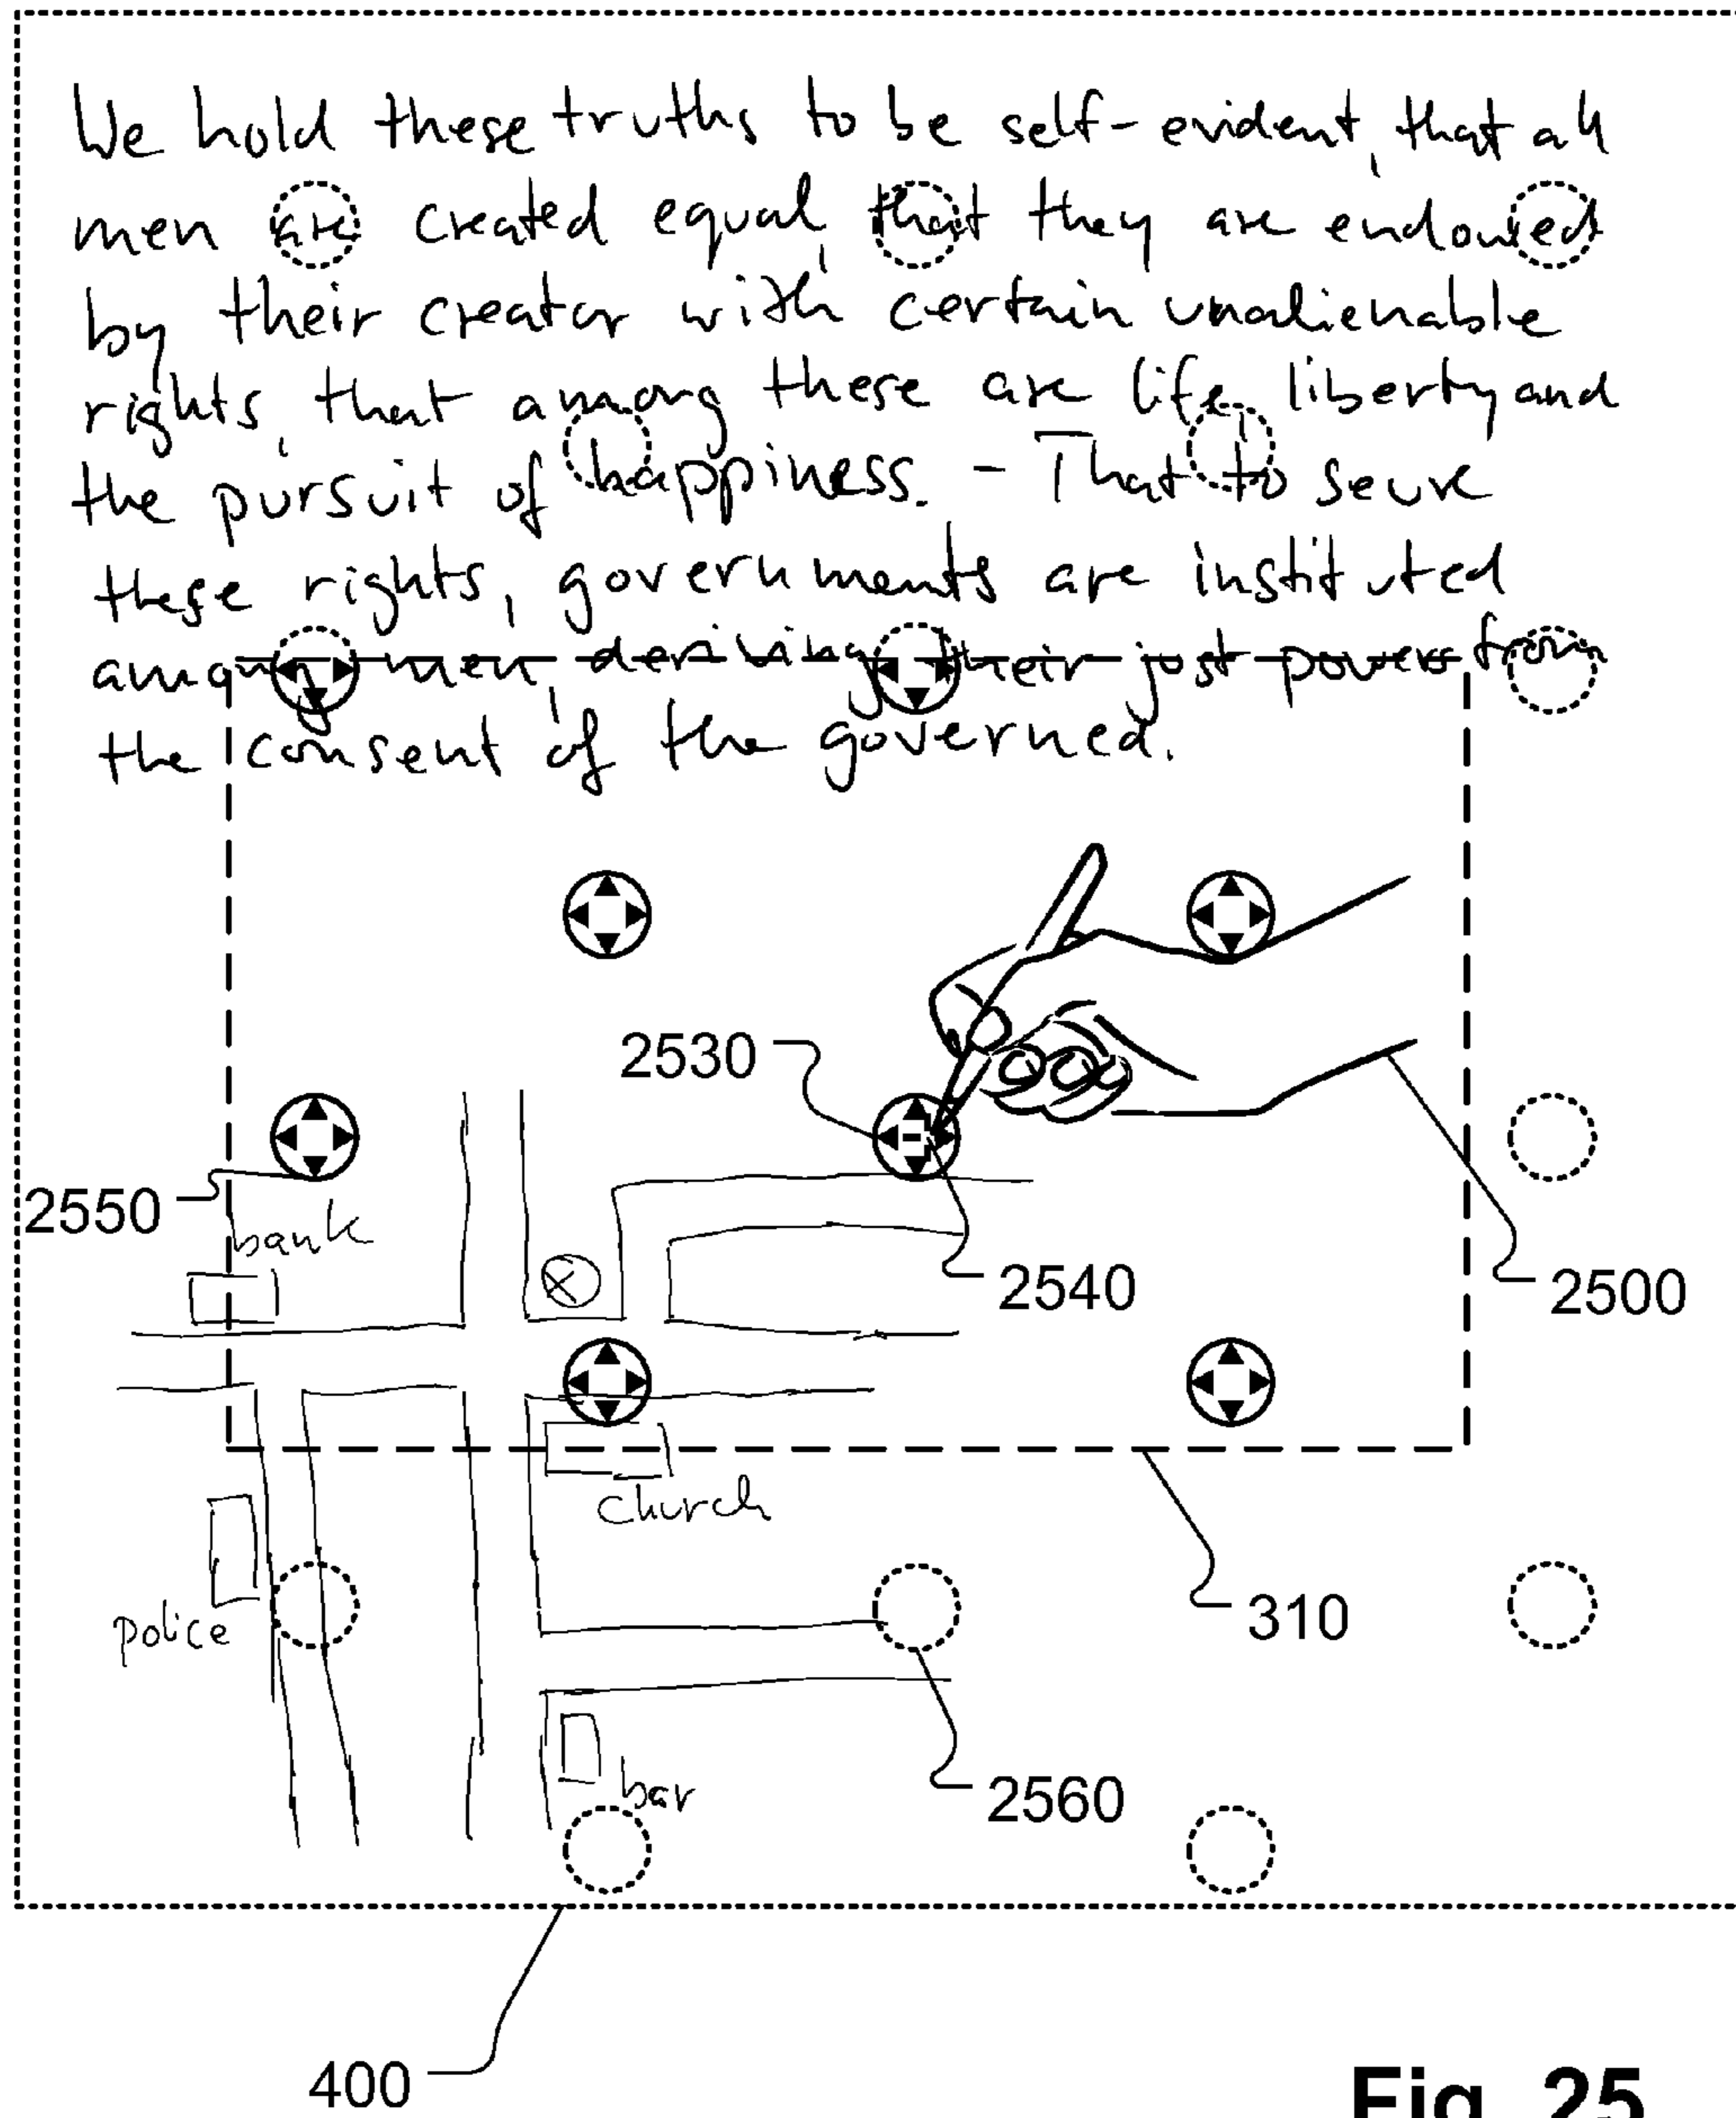 We hold these truths to be self-evident, that all
men are created equal, that they are endowed
by their creator with certain unalienable
rights, that among these are life, liberty and
the pursuit of happiness. - That to secure
these rights, governments are instituted
among men, deriving their just powers from
the consent of the governed.
2530
2550
bank
2540
2500
church
police
310
bar
2560
400
Fig. 25